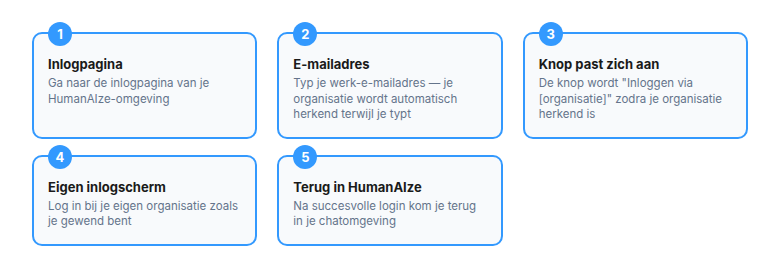 1
Inlogpagina
Ga naar de inlogpagina van je
HumanAIze-omgeving
2
E-mailadres
Typ je werk-e-mailadres — je
organisatie wordt automatisch
herkend terwijl je typt
3
Knop past zich aan
De knop wordt "Inloggen via
[organisatie]" zodra je organisatie
herkend is
4
Eigen inlogscherm
Log in bij je eigen organisatie zoals
je gewend bent
5
Terug in HumanAIze
Na succesvolle login kom je terug
in je chatomgeving